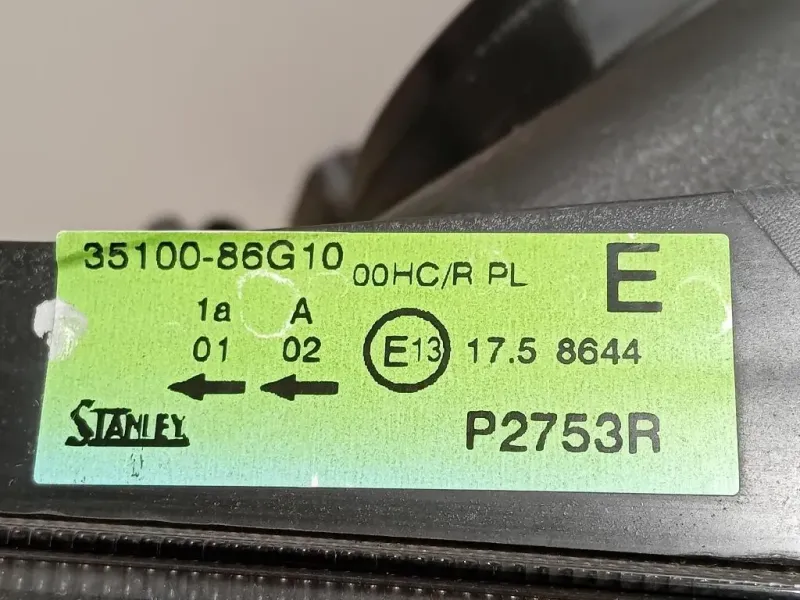 35100-86G10 00HC/R PL E
1a A
01 02 E13 17.5 8644
STANLEY P2753R